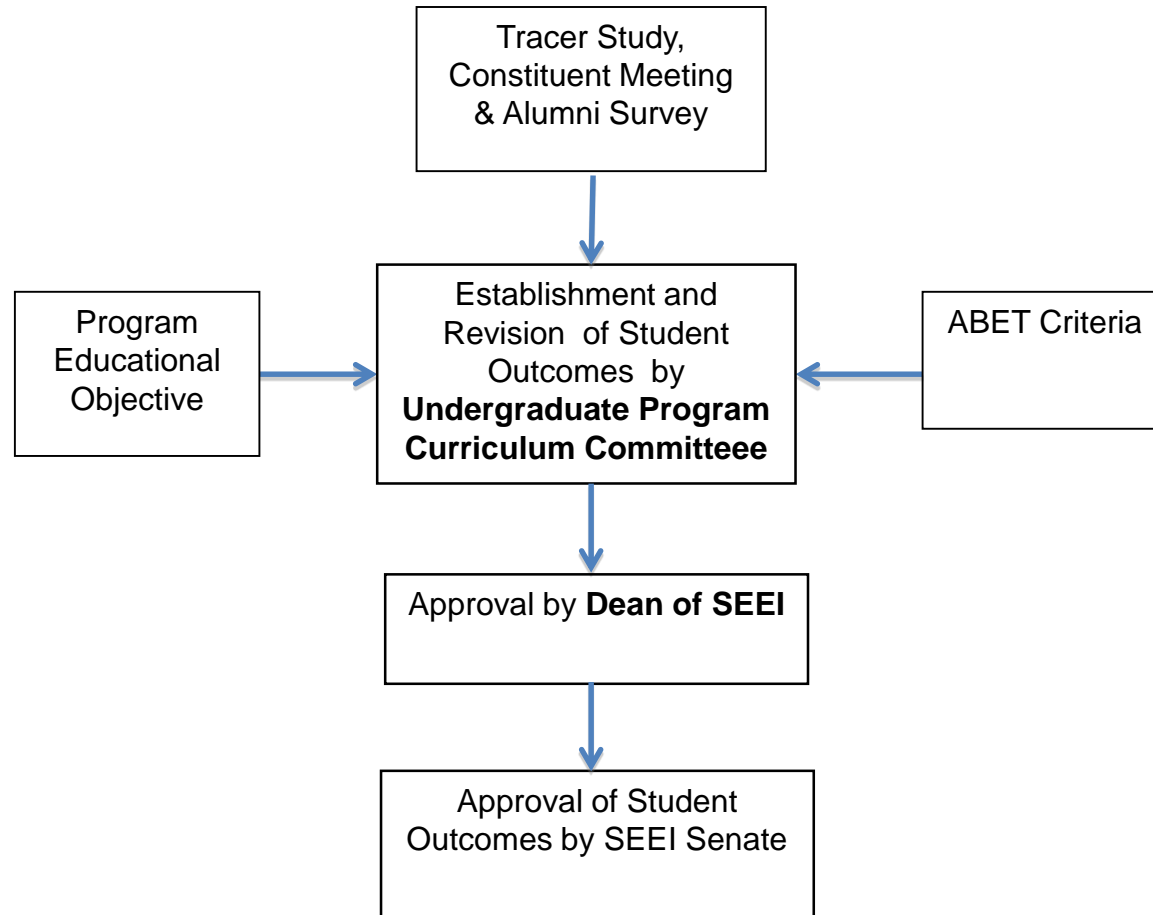 Tracer Study,
Constituent Meeting
& Alumni Survey
Program
Educational
Objective
Establishment and
Revision of Student
Outcomes by
Undergraduate Program
Curriculum Committeee
ABET Criteria
Approval by Dean of SEEI
Approval of Student
Outcomes by SEEI Senate